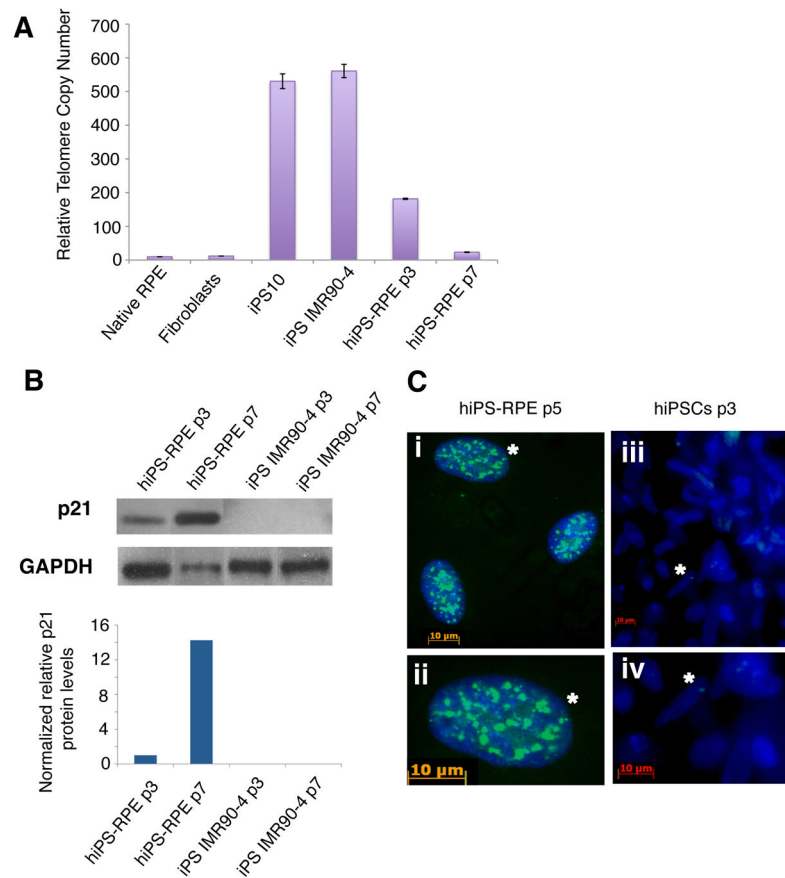 A
Relative Telomere Copy Number
700
600
500
400
300
200
100
0
Native RPE
Fibroblasts
iPS10
iPS IMR90-4
hiPS-RPE p3
hiPS-RPE p7
B
hiPS-RPE p3
hiPS-RPE p7
iPS IMR90-4 p3
iPS IMR90-4 p7
p21
GAPDH
Normalized relative p21
protein levels
16
12
8
4
0
hiPS-RPE p3
hiPS-RPE p7
iPS IMR90-4 p3
iPS IMR90-4 p7
C
hiPS-RPE p5
hiPSCs p3
i
*
10 µm
iii
*
10 µm
ii
*
10 µm
iv
*
10 µm